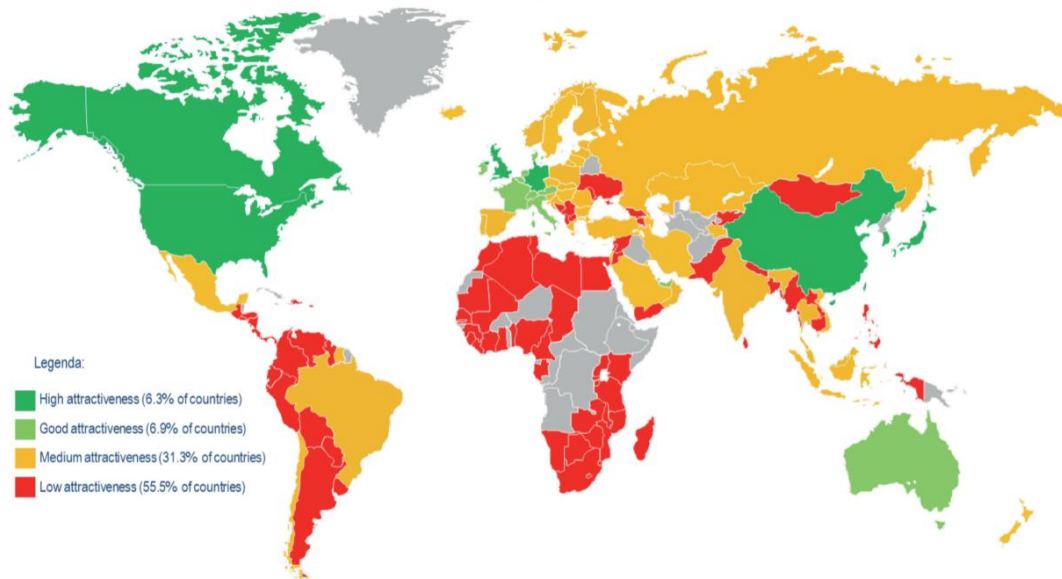 Legenda:
High attractiveness (6.3% of countries)
Good attractiveness (6.9% of countries)
Medium attractiveness (31.3% of countries)
Low attractiveness (55.5% of countries)